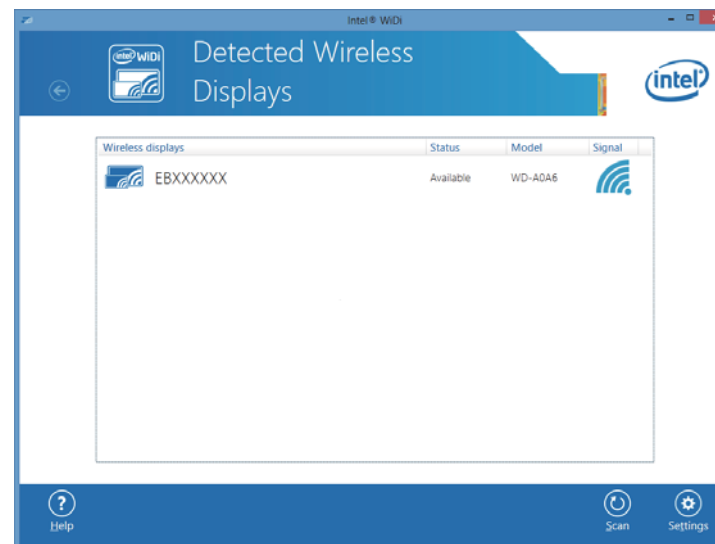 Intel® WiDi
intel WiDi
Detected Wireless
Displays
intel
Wireless displays Status Model Signal
EBXXXXXX Available WD-A0A6
Help Scan Settings